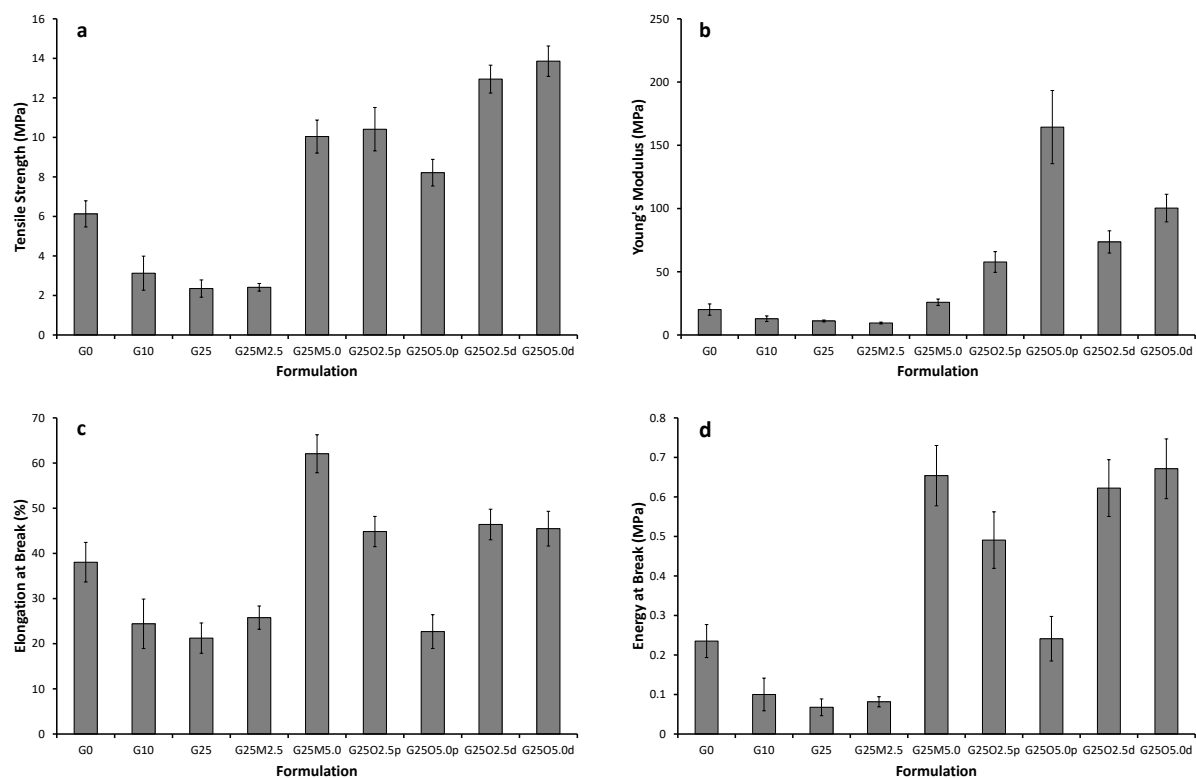 a
Tensile Strength (MPa)
16
14
12
10
8
6
4
2
0
G0 G10 G25 G25M2.5 G25M5.0 G25O2.5p G25O5.0p G25O2.5d G25O5.0d
Formulation
b
Young's Modulus (MPa)
250
200
150
100
50
0
G0 G10 G25 G25M2.5 G25M5.0 G25O2.5p G25O5.0p G25O2.5d G25O5.0d
Formulation
c
Elongation at Break (%)
70
60
50
40
30
20
10
0
G0 G10 G25 G25M2.5 G25M5.0 G25O2.5p G25O5.0p G25O2.5d G25O5.0d
Formulation
d
Energy at Break (MPa)
0.8
0.7
0.6
0.5
0.4
0.3
0.2
0.1
0
G0 G10 G25 G25M2.5 G25M5.0 G25O2.5p G25O5.0p G25O2.5d G25O5.0d
Formulation